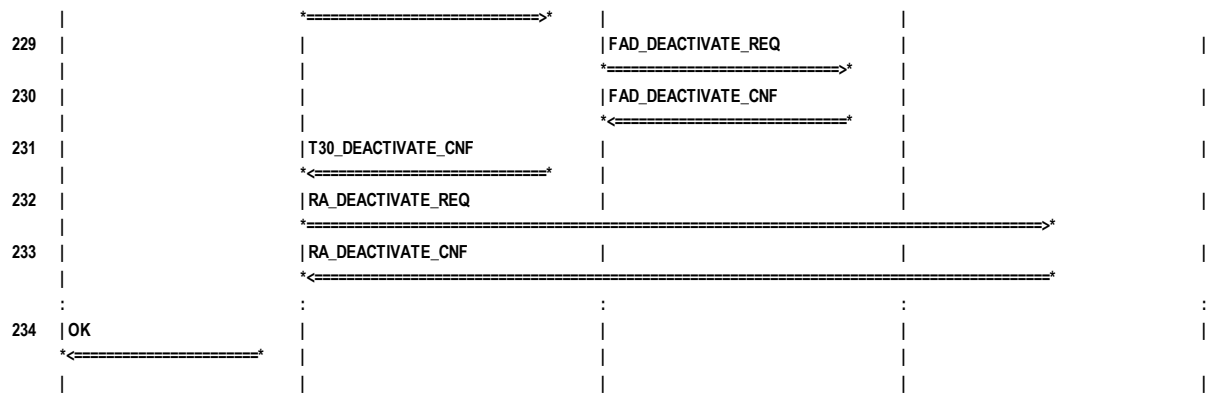 | *=============================>* | |
229 | | |FAD_DEACTIVATE_REQ | |
| | *=============================>* |
230 | | |FAD_DEACTIVATE_CNF | |
| | *<=============================* |
231 | |T30_DEACTIVATE_CNF | | |
| *<=============================* | |
232 | |RA_DEACTIVATE_REQ | | |
| *============================================================================================>*
233 | |RA_DEACTIVATE_CNF | | |
| *<============================================================================================*
: : : : :
234 |OK | | | |
*<=======================* | | |
| | | | |